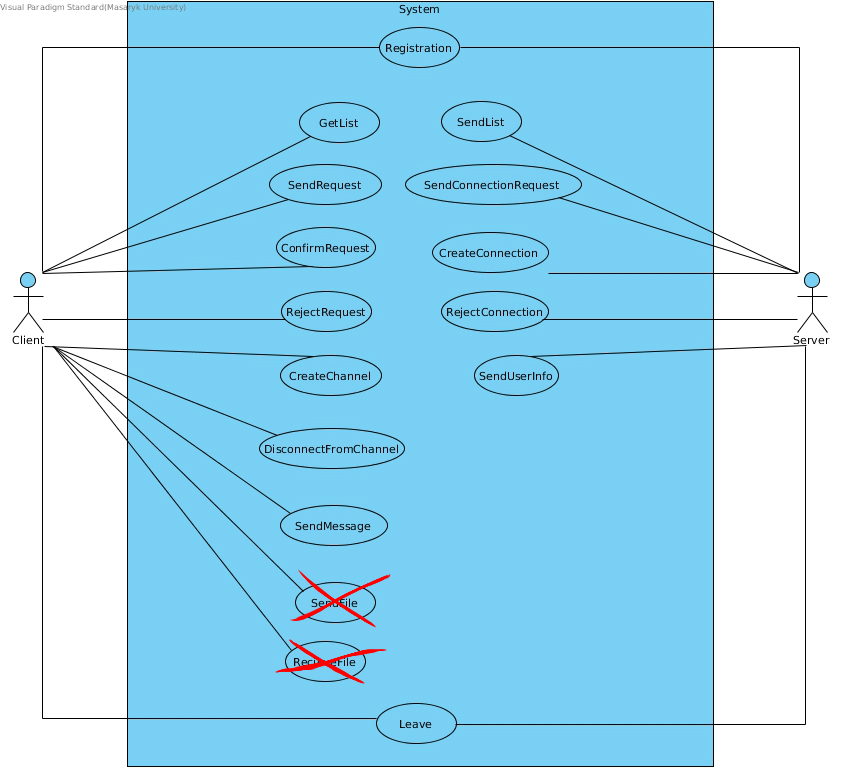 Visual Paradigm Standard(Masaryk University)
System
Registration
GetList
SendList
SendRequest
SendConnectionRequest
ConfirmRequest
CreateConnection
RejectRequest
RejectConnection
Client
Server
CreateChannel
SendUserInfo
DisconnectFromChannel
SendMessage
SendFile
Leave